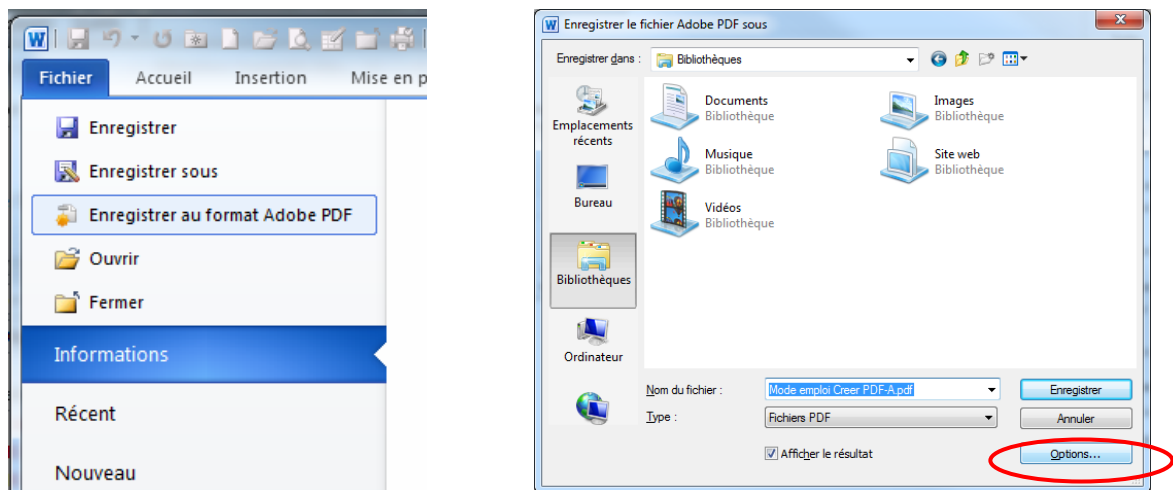 W
Fichier Accueil Insertion Mise en p
Enregistrer
Enregistrer sous
Enregistrer au format Adobe PDF
Ouvrir
Fermer
Informations
Récent
Nouveau
W Enregistrer le fichier Adobe PDF sous
Enregistrer dans : Bibliothèques
Emplacements
récents
Bureau
Bibliothèques
Ordinateur
Documents
Bibliothèque
Images
Bibliothèque
Musique
Bibliothèque
Site web
Bibliothèque
Vidéos
Bibliothèque
Nom du fichier : Mode emploi Creer PDF-A.pdf Enregistrer
Type : Fichiers PDF Annuler
Afficher le résultat Options...